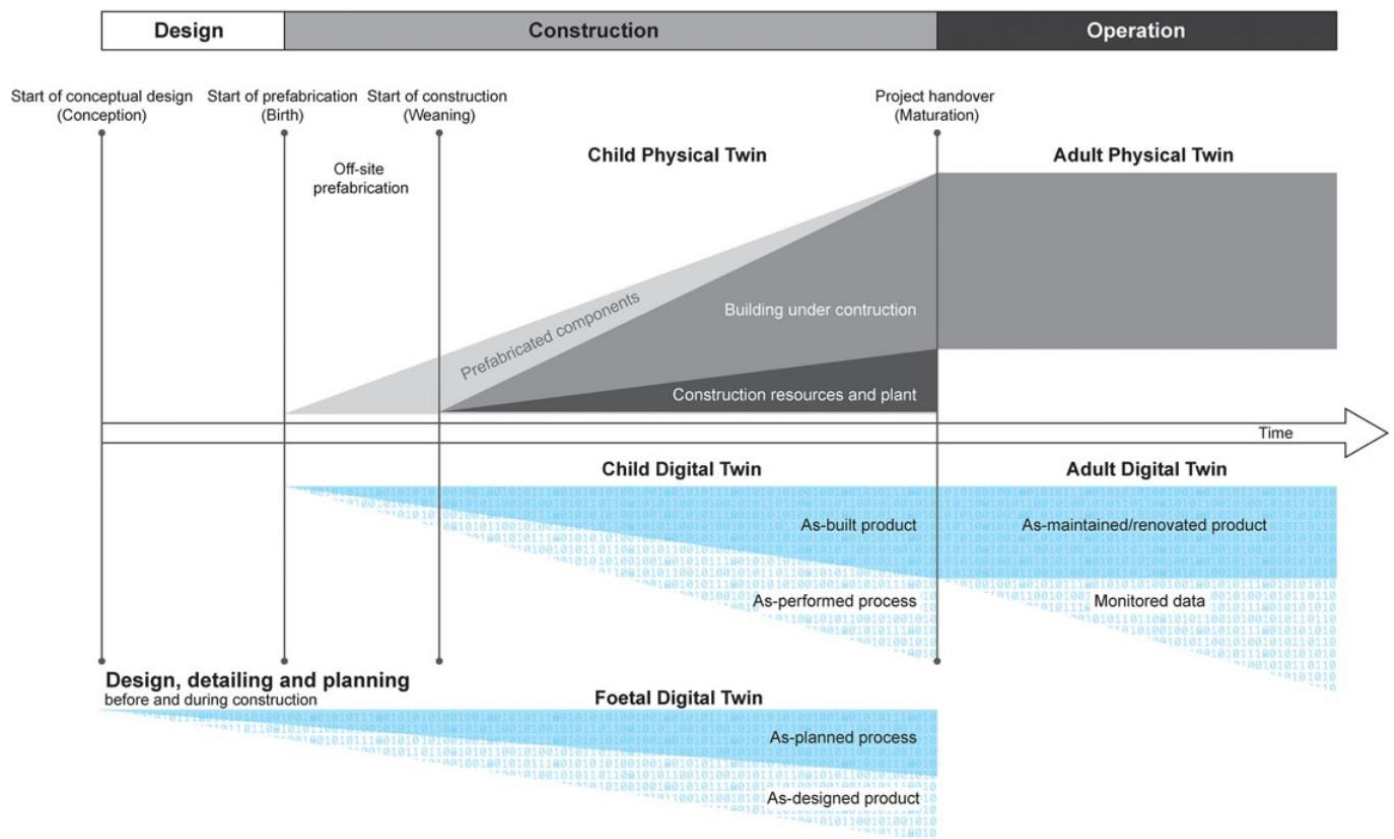 Design
Construction
Operation
Start of conceptual design
(Conception)
Start of prefabrication
(Birth)
Start of construction
(Weaning)
Project handover
(Maturation)
Off-site
prefabrication
Child Physical Twin
Adult Physical Twin
Prefabricated components
Building under contruction
Construction resources and plant
Time
Child Digital Twin
Adult Digital Twin
As-built product
As-maintained/renovated product
As-performed process
Monitored data
Design, detailing and planning
before and during construction
Foetal Digital Twin
As-planned process
As-designed product